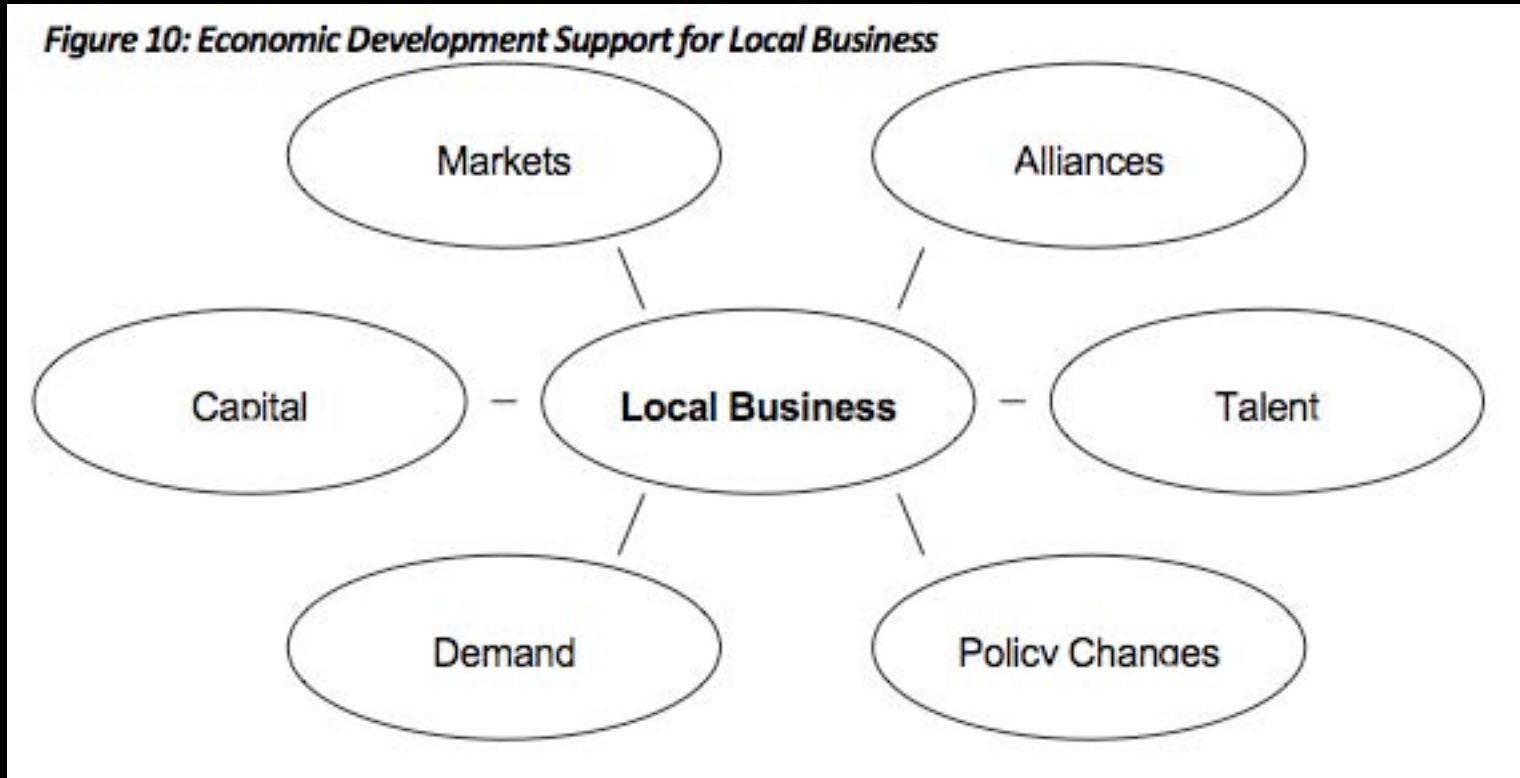 Figure 10: Economic Development Support for Local Business
Markets
Alliances
Capital
Local Business
Talent
Demand
Policy Changes